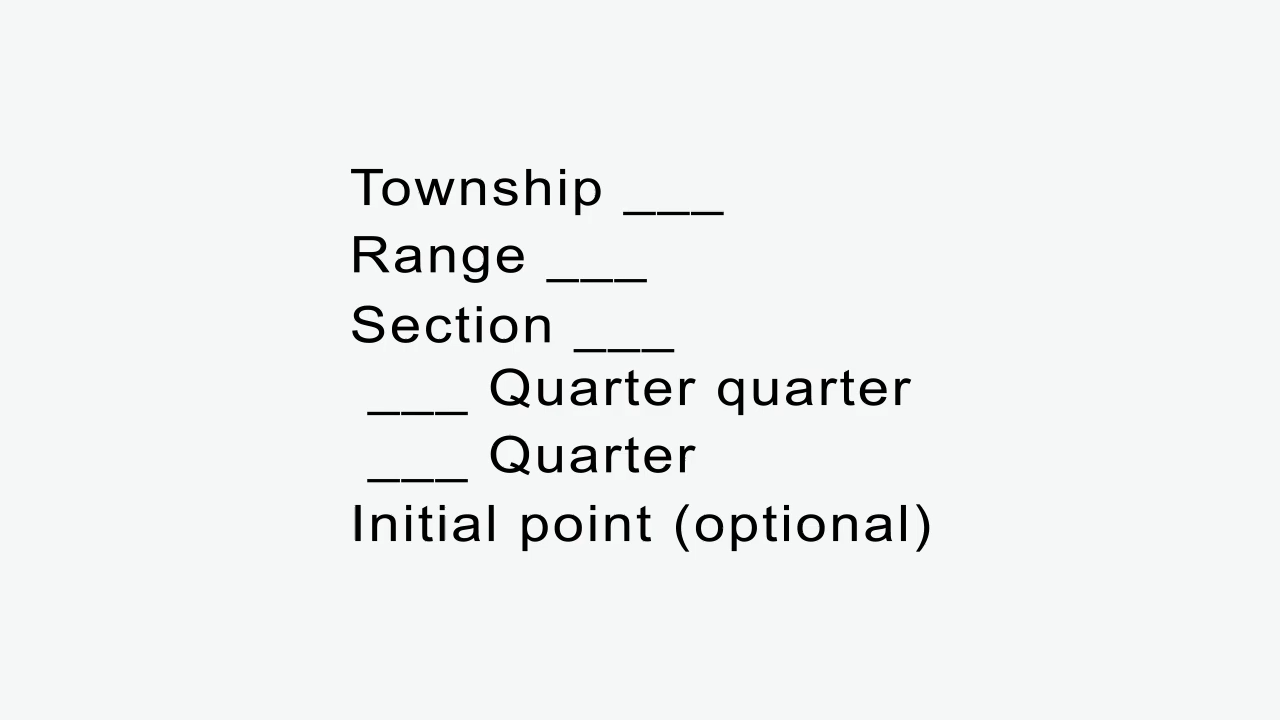 Township ___
Range ___
Section ___
___ Quarter quarter
___ Quarter
Initial point (optional)